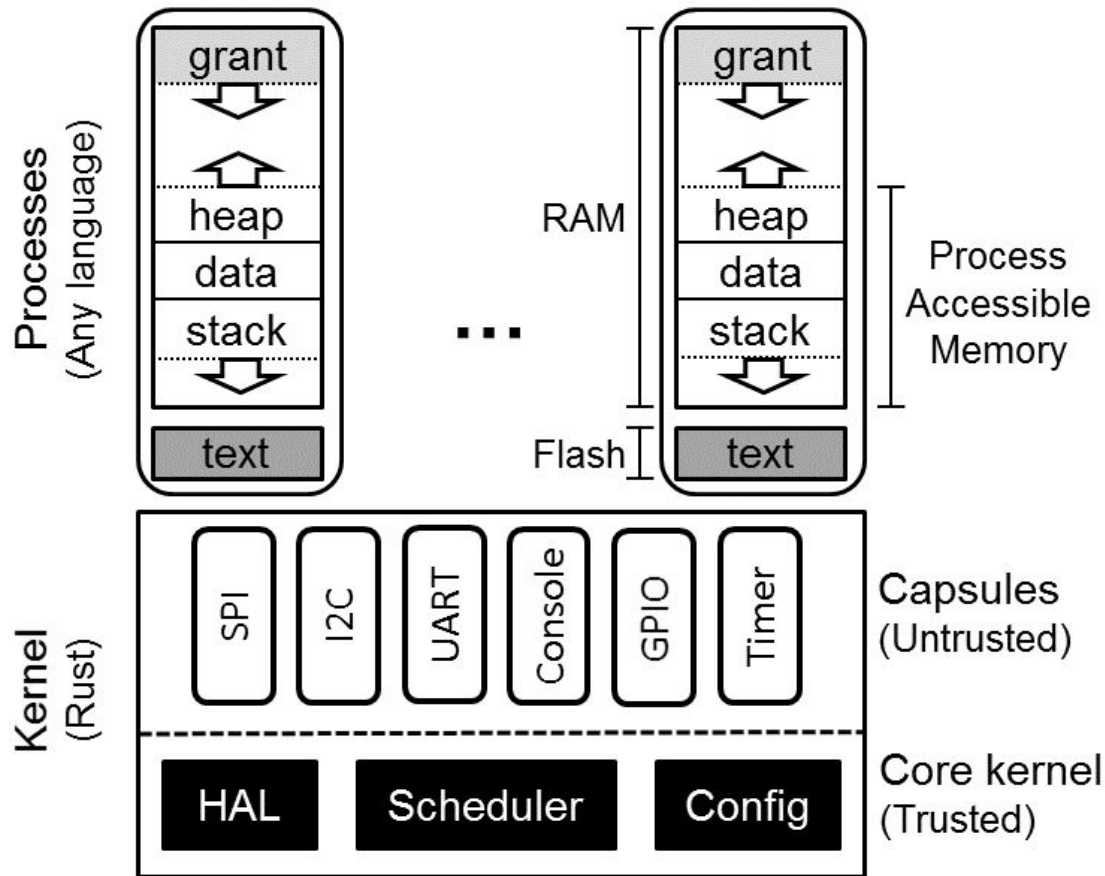 Processes
(Any language)
grant
heap
data
stack
text
...
RAM
Flash
grant
heap
data
stack
text
Process
Accessible
Memory
Kernel
(Rust)
SPI
I2C
UART
Console
GPIO
Timer
Capsules
(Untrusted)
HAL
Scheduler
Config
Core kernel
(Trusted)